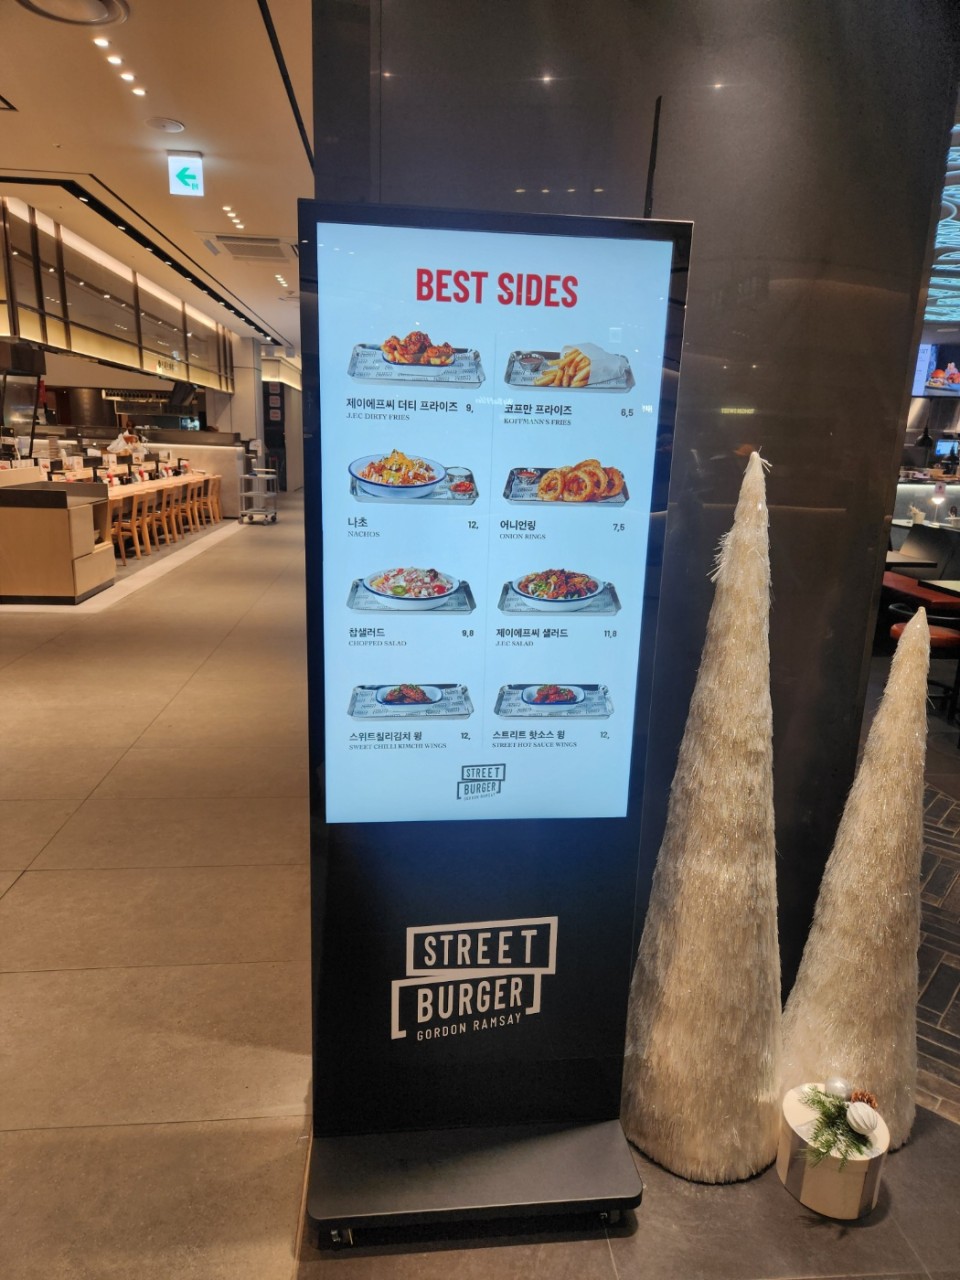 BEST SIDES
제이에프씨 더티 프라이즈 9,
J.F.C DIRTY FRIES
코프만 프라이즈 6,5
KOFFMANN'S FRIES
나초 12,
NACHOS
어니언링 7,5
ONION RINGS
찹샐러드 9,8
CHOPPED SALAD
제이에프씨 샐러드 11,8
J.F.C SALAD
스위트칠리김치 윙 12,
SWEET CHILLI KIMCHI WINGS
스트리트 핫소스 윙 12,
STREET HOT SAUCE WINGS
STREET
BURGER
GORDON RAMSAY
STREET
BURGER
GORDON RAMSAY